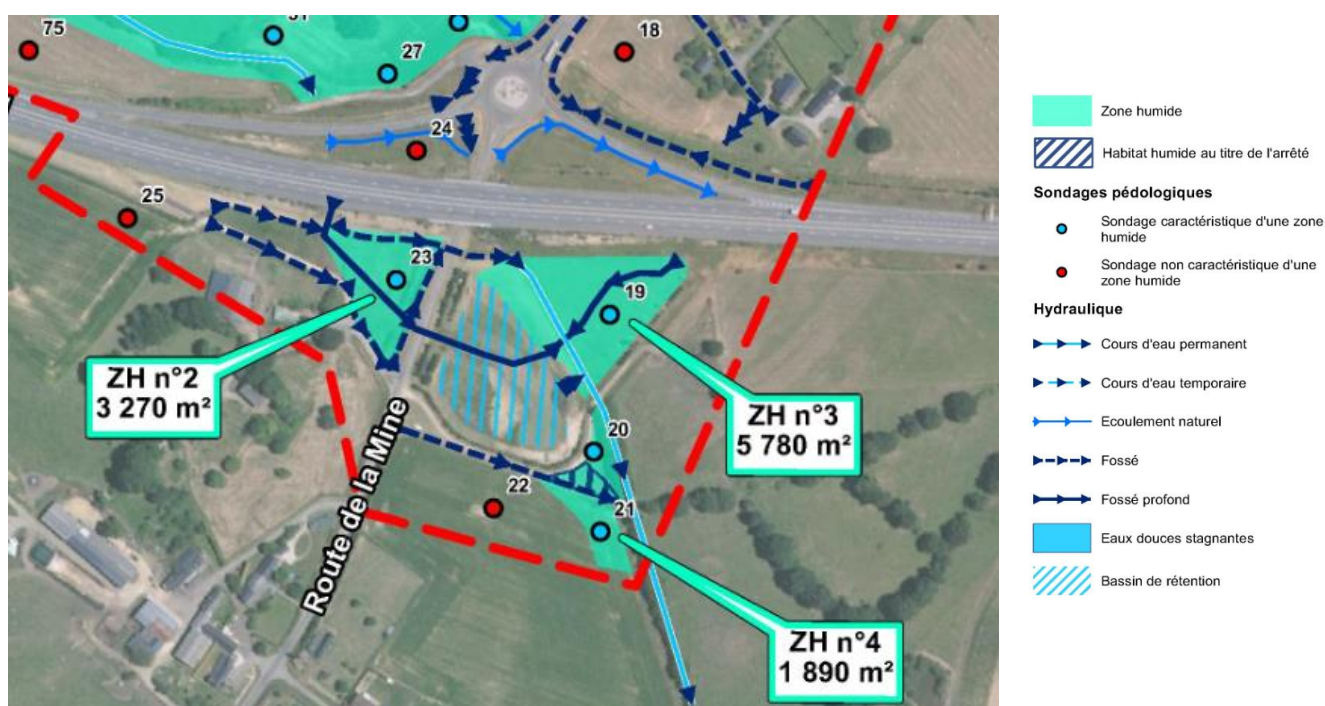 75
27
18
24
25
23
19
ZH n°2
3 270 m²
ZH n°3
5 780 m²
20
22
21
Route de la Mine
ZH n°4
1 890 m²
Zone humide
Habitat humide au titre de l'arrêté
Sondages pédologiques
Sondage caractéristique d'une zone
humide
Sondage non caractéristique d'une
zone humide
Hydraulique
Cours d'eau permanent
Cours d'eau temporaire
Ecoulement naturel
Fossé
Fossé profond
Eaux douces stagnantes
Bassin de rétention